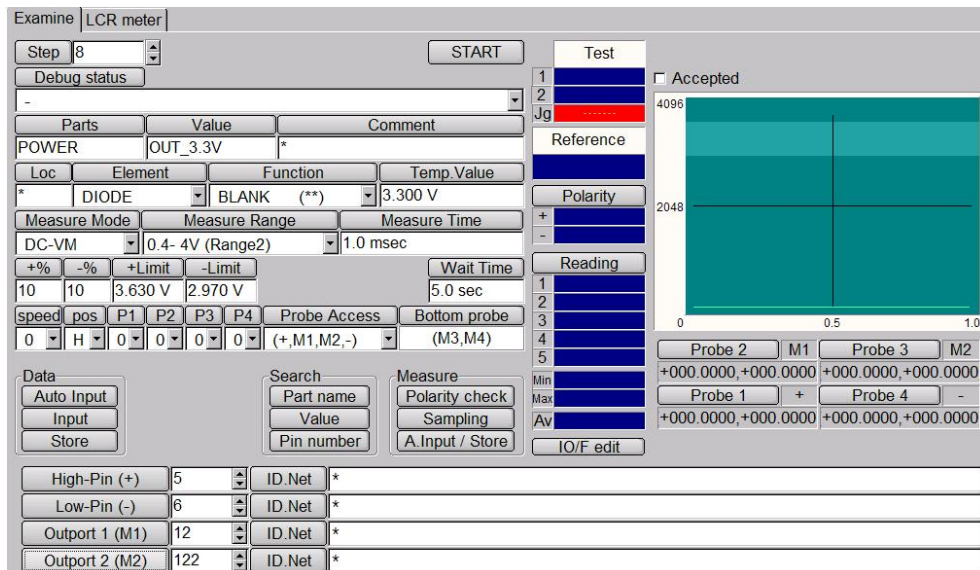 Examine LCR meter
Step 8 START
Debug status
-
Parts Value Comment
POWER OUT_3.3V *
Loc Element Function Temp.Value
* DIODE BLANK (**) 3.300 V
Measure Mode Measure Range Measure Time
DC-VM 0.4- 4V (Range2) 1.0 msec
+% -% +Limit -Limit Wait Time
10 10 3.630 V 2.970 V 5.0 sec
speed pos P1 P2 P3 P4 Probe Access Bottom probe
0 H 0 0 0 0 (+,M1,M2,-) (M3,M4)
Data Search Measure
Auto Input Part name Polarity check
Input Value Sampling
Store Pin number A.Input / Store
Test
1
2
Jg -------
Reference
Polarity
+
-
Reading
1
2
3
4
5
Min
Max
Av
IO/F edit
Accepted
4096
2048
0 0.5 1.0
Probe 2 M1 Probe 3 M2
+000.0000,+000.0000 +000.0000,+000.0000
Probe 1 + Probe 4 -
+000.0000,+000.0000 +000.0000,+000.0000
High-Pin (+) 5 ID.Net *
Low-Pin (-) 6 ID.Net *
Outport 1 (M1) 12 ID.Net *
Outport 2 (M2) 122 ID.Net *